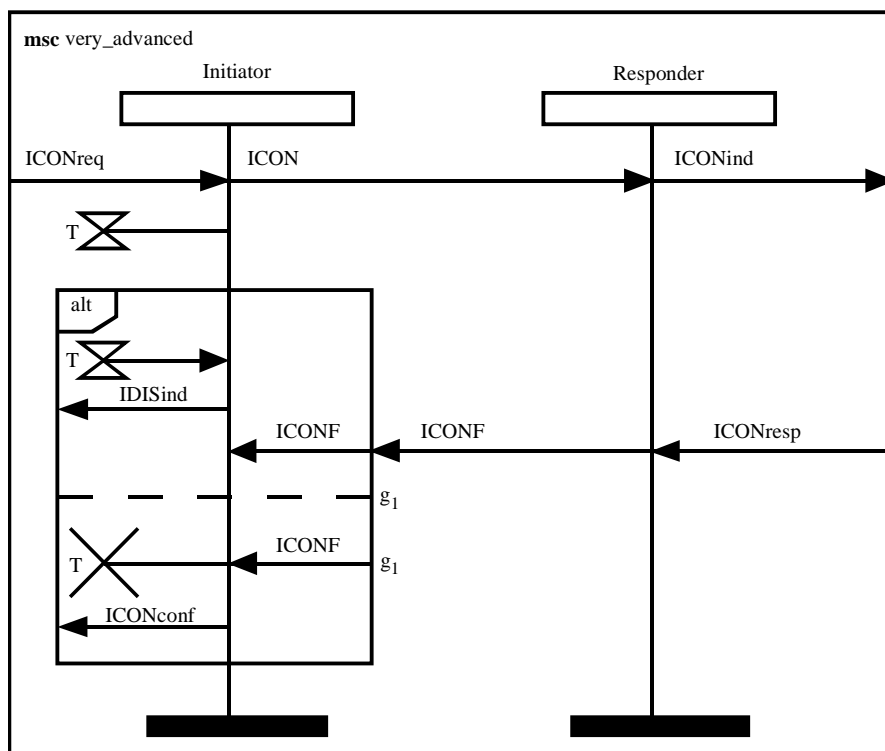 msc very_advanced
Initiator
Responder
ICONreq
ICON
ICONind
T
alt
T
IDISind
ICONF
ICONF
ICONresp
g1
T
ICONF
g1
ICONconf